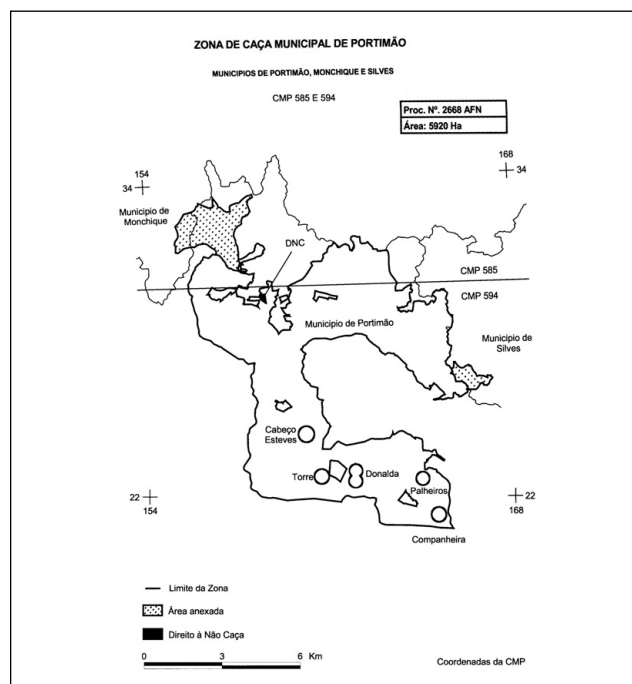 ZONA DE CAÇA MUNICIPAL DE PORTIMÃO
MUNICIPIOS DE PORTIMÃO, MONCHIQUE E SILVES
CMP 585 E 594
Proc. Nº. 2668 AFN
Área: 5920 Ha
154
34
168
34
Municipio de
Monchique
DNC
CMP 585
CMP 594
Municipio de Portimão
Municipio de
Silves
Cabeço
Esteves
Torre
Donalda
Palheiros
Companheira
22
154
22
168
Limite da Zona
Área anexada
Direito à Não Caça
0
3
6
Km
Coordenadas da CMP